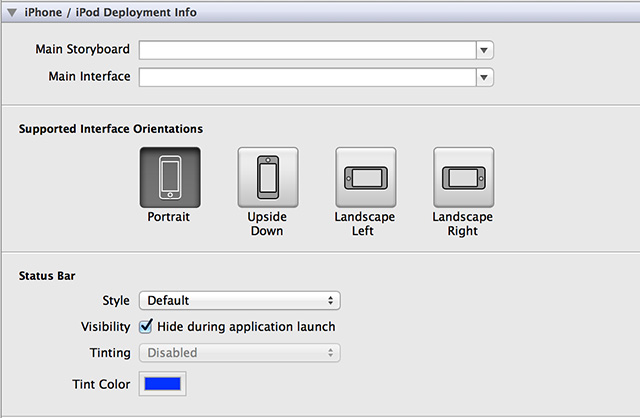 iPhone / iPod Deployment Info
Main Storyboard
Main Interface
Supported Interface Orientations
Portrait
Upside
Down
Landscape
Left
Landscape
Right
Status Bar
Style Default
Visibility Hide during application launch
Tinting Disabled
Tint Color